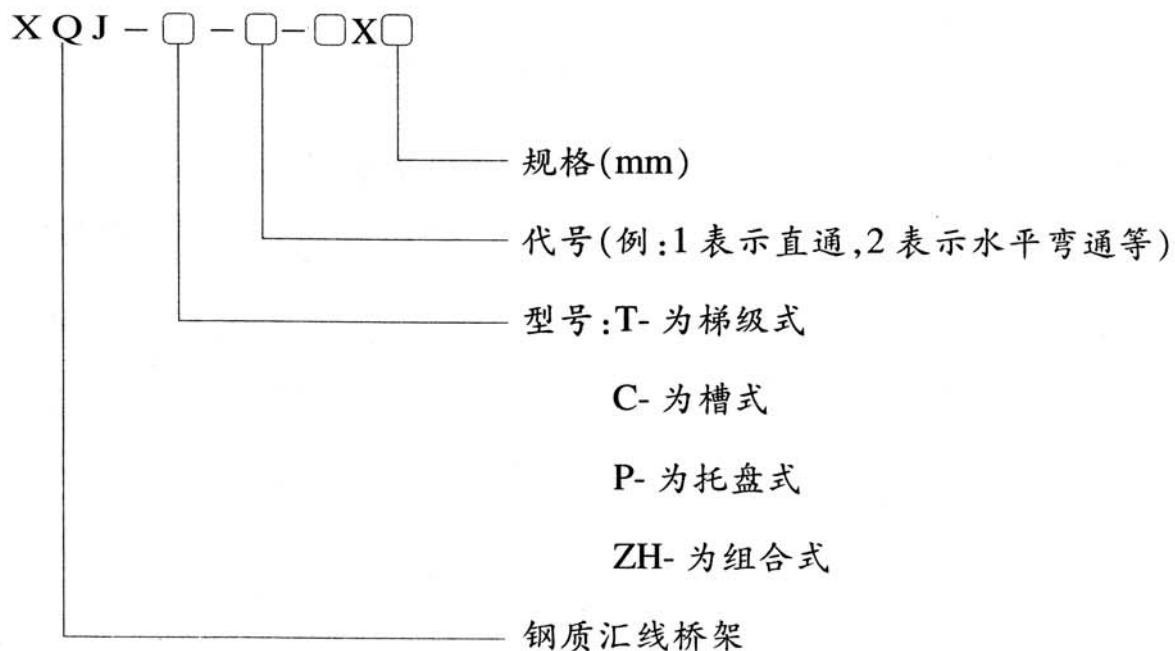 XQJ-□-□-□X□
规格(mm)
代号(例:1表示直通,2表示水平弯通等)
型号:T-为梯级式
C-为槽式
P-为托盘式
ZH-为组合式
钢质汇线桥架